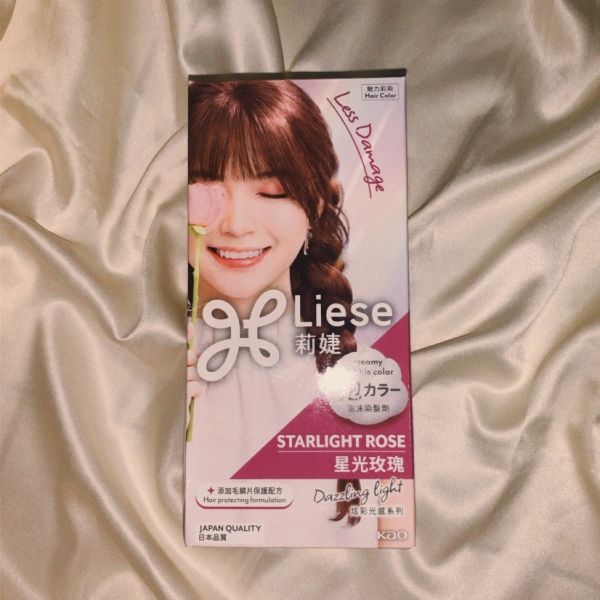 魅力彩染
Hair Color
Less Damage
Liese
莉婕
creamy
color
カラー
泡沫染髮劑
STARLIGHT ROSE
星光玫瑰
添加毛鱗片保護配方
Hair protecting formulation
Dazzling light
炫彩光感系列
JAPAN QUALITY
日本品質
Kao